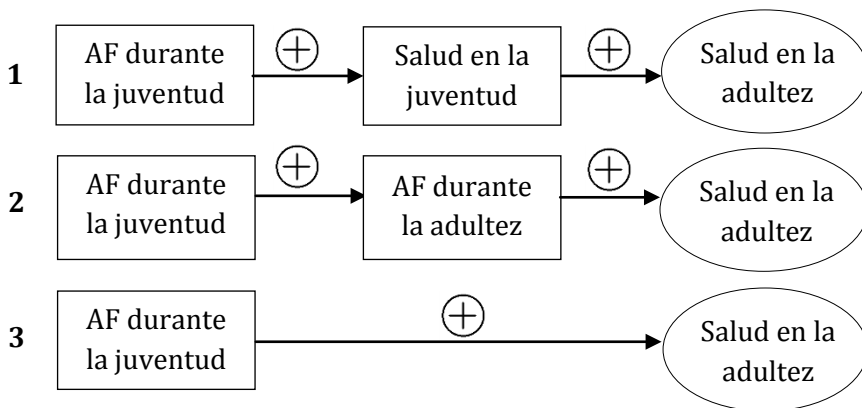 1
AF durante
la juventud
+
Salud en la
juventud
+
Salud en la
adultez
2
AF durante
la juventud
+
AF durante
la adultez
+
Salud en la
adultez
3
AF durante
la juventud
+
Salud en la
adultez